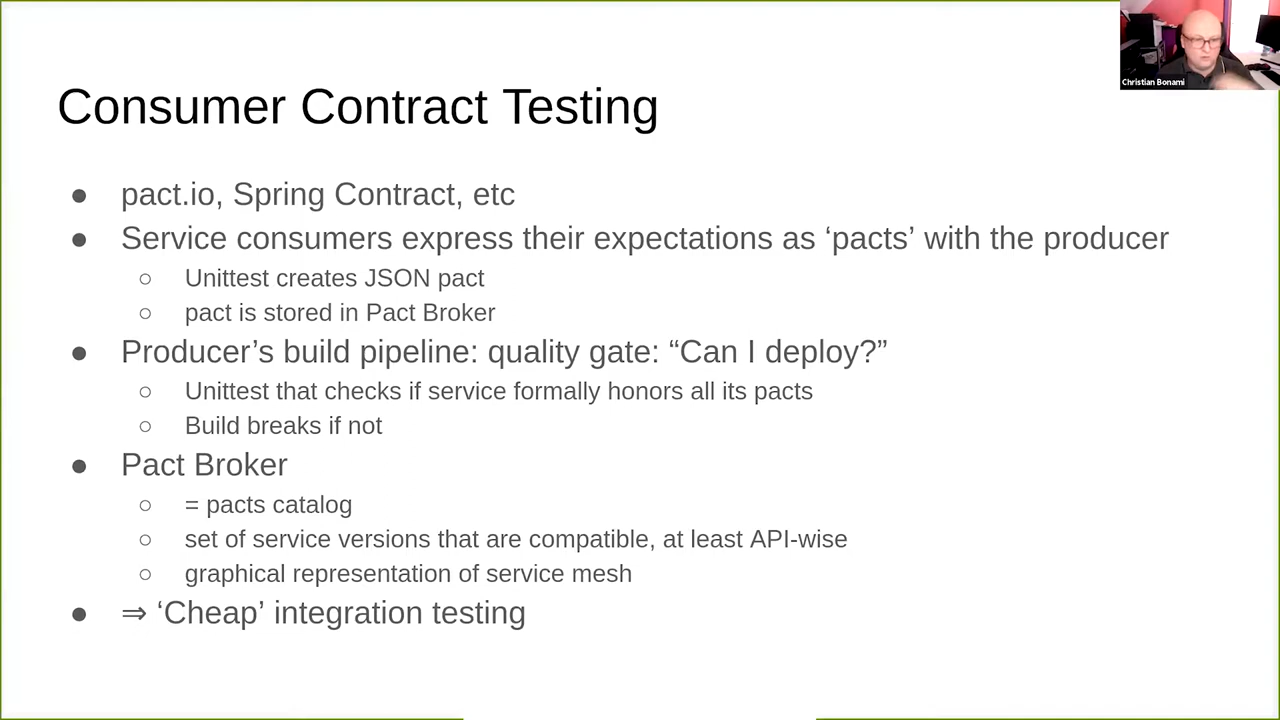 Christian Bonami
Consumer Contract Testing
● pact.io, Spring Contract, etc
● Service consumers express their expectations as ‘pacts’ with the producer
○ Unittest creates JSON pact
○ pact is stored in Pact Broker
● Producer’s build pipeline: quality gate: “Can I deploy?”
○ Unittest that checks if service formally honors all its pacts
○ Build breaks if not
● Pact Broker
○ = pacts catalog
○ set of service versions that are compatible, at least API-wise
○ graphical representation of service mesh
● ⇒ ‘Cheap’ integration testing